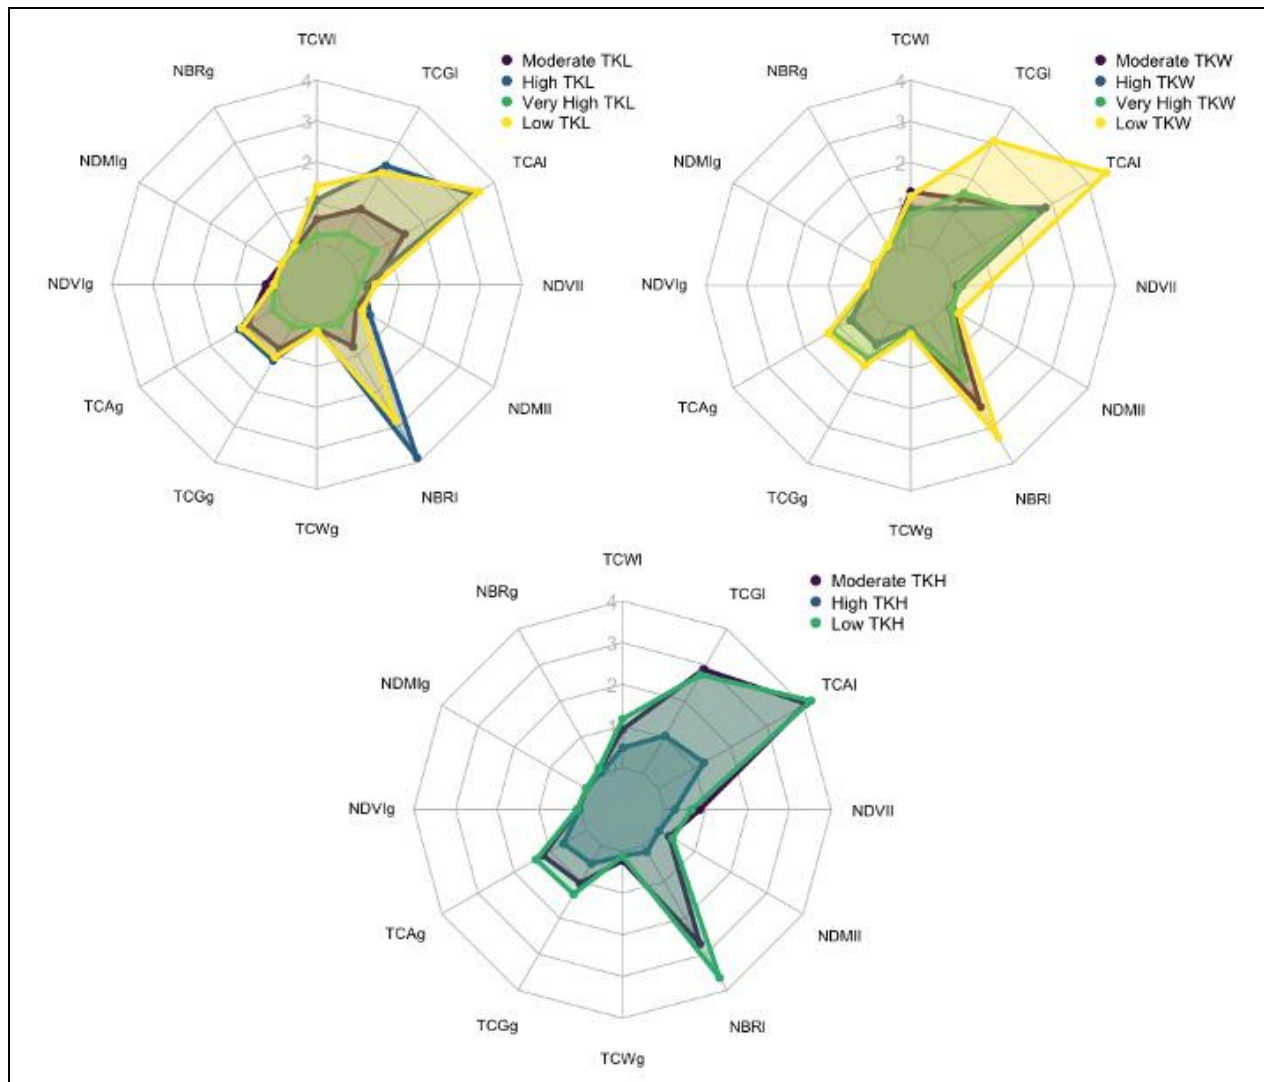 TCWl
TCGl
TCAl
NDVIl
NDMIl
NBRl
TCWg
TCGg
TCAg
NDVIg
NDMIg
NBRg
4
3
2
1
Moderate TKL
High TKL
Very High TKL
Low TKL
TCWl
TCGl
TCAl
NDVIl
NDMIl
NBRl
TCWg
TCGg
TCAg
NDVIg
NDMIg
NBRg
4
3
2
Moderate TKW
High TKW
Very High TKW
Low TKW
TCWl
TCGl
TCAl
NDVIl
NDMIl
NBRl
TCWg
TCGg
TCAg
NDVIg
NDMIg
NBRg
4
3
2
1
Moderate TKH
High TKH
Low TKH